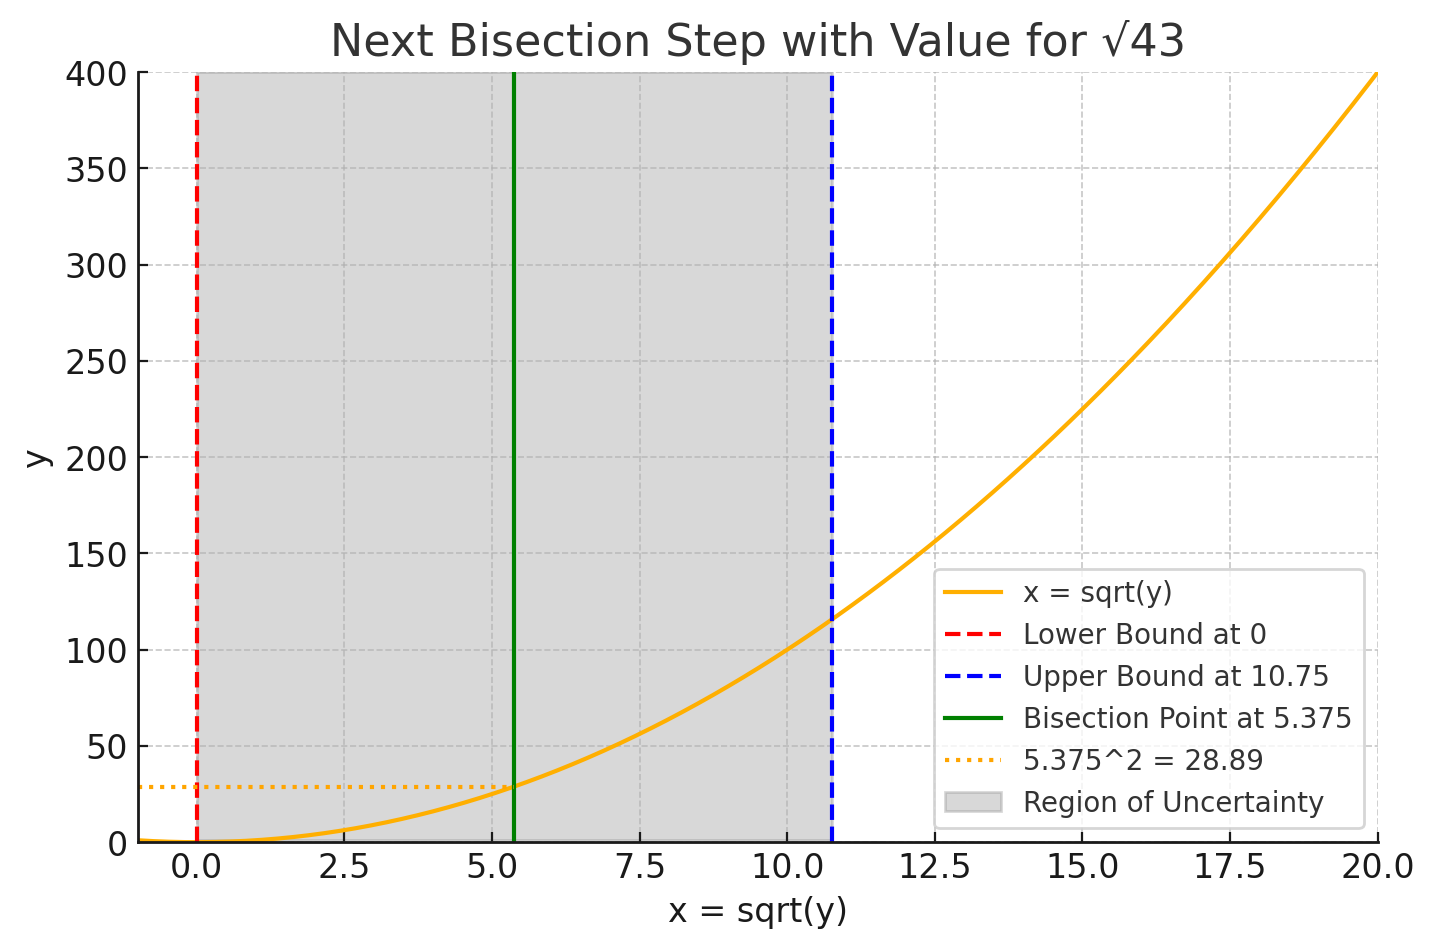 Next Bisection Step with Value for √43
400
350
300
250
200
150
100
50
0
y
0.0 2.5 5.0 7.5 10.0 12.5 15.0 17.5 20.0
x = sqrt(y)
x = sqrt(y)
Lower Bound at 0
Upper Bound at 10.75
Bisection Point at 5.375
5.375^2 = 28.89
Region of Uncertainty